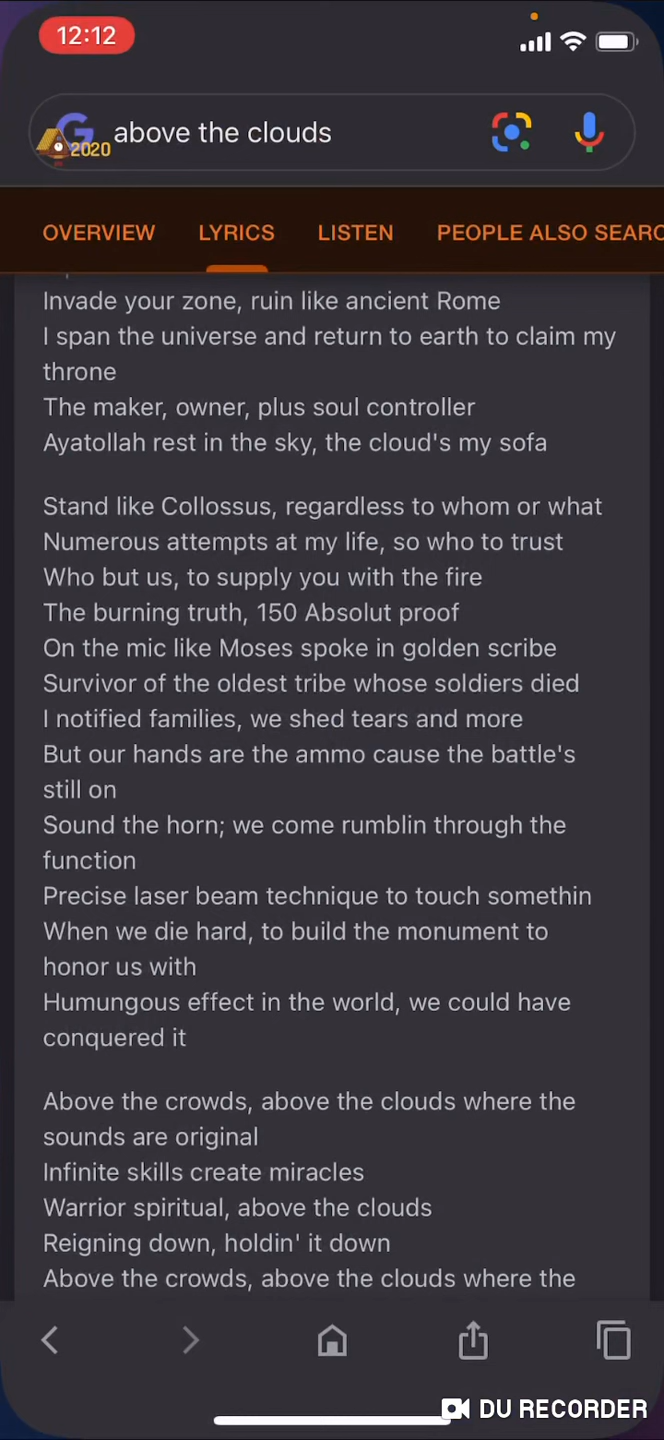 12:12
2020
above the clouds
OVERVIEW LYRICS LISTEN PEOPLE ALSO SEARC
Invade your zone, ruin like ancient Rome
I span the universe and return to earth to claim my
throne
The maker, owner, plus soul controller
Ayatollah rest in the sky, the cloud's my sofa
Stand like Collossus, regardless to whom or what
Numerous attempts at my life, so who to trust
Who but us, to supply you with the fire
The burning truth, 150 Absolut proof
On the mic like Moses spoke in golden scribe
Survivor of the oldest tribe whose soldiers died
I notified families, we shed tears and more
But our hands are the ammo cause the battle's
still on
Sound the horn; we come rumblin through the
function
Precise laser beam technique to touch somethin
When we die hard, to build the monument to
honor us with
Humungous effect in the world, we could have
conquered it
Above the crowds, above the clouds where the
sounds are original
Infinite skills create miracles
Warrior spiritual, above the clouds
Reigning down, holdin' it down
Above the crowds, above the clouds where the
DU RECORDER